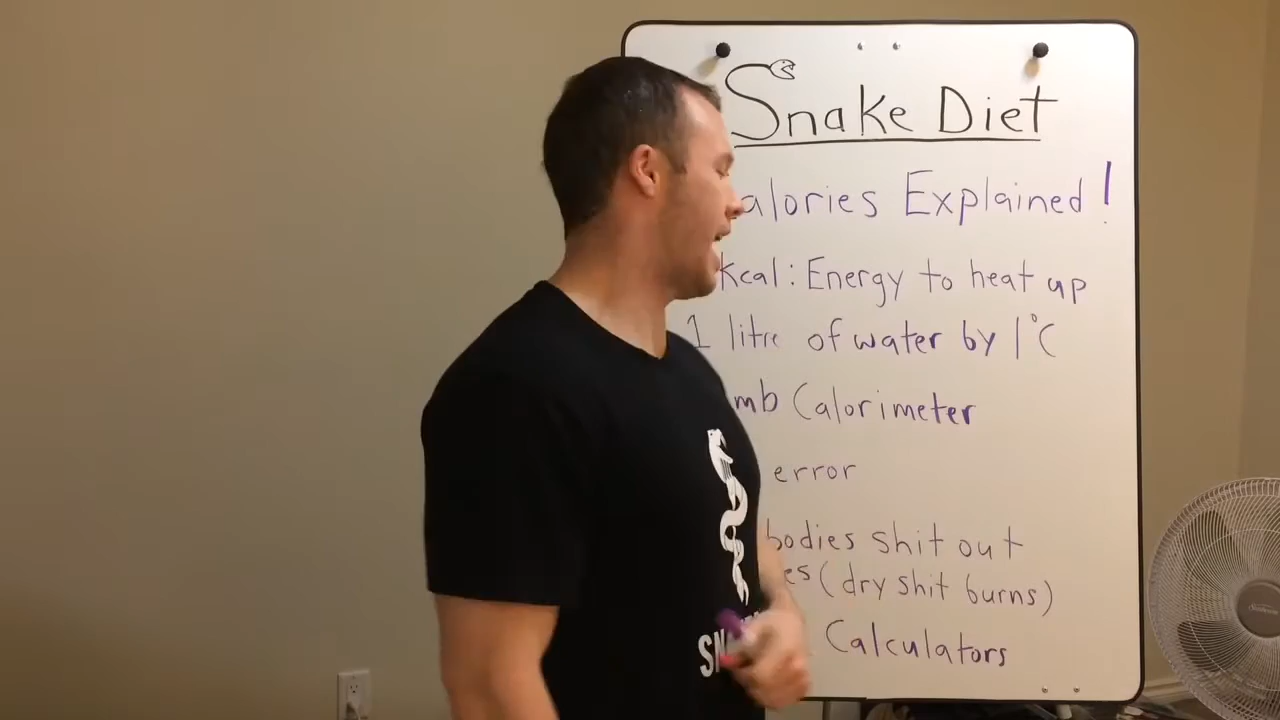 Snake Diet
alories Explained!
kcal: Energy to heat up
1 litre of water by 1°C
mb Calorimeter
error
bodies shit out
es (dry shit burns)
Calculators
SN